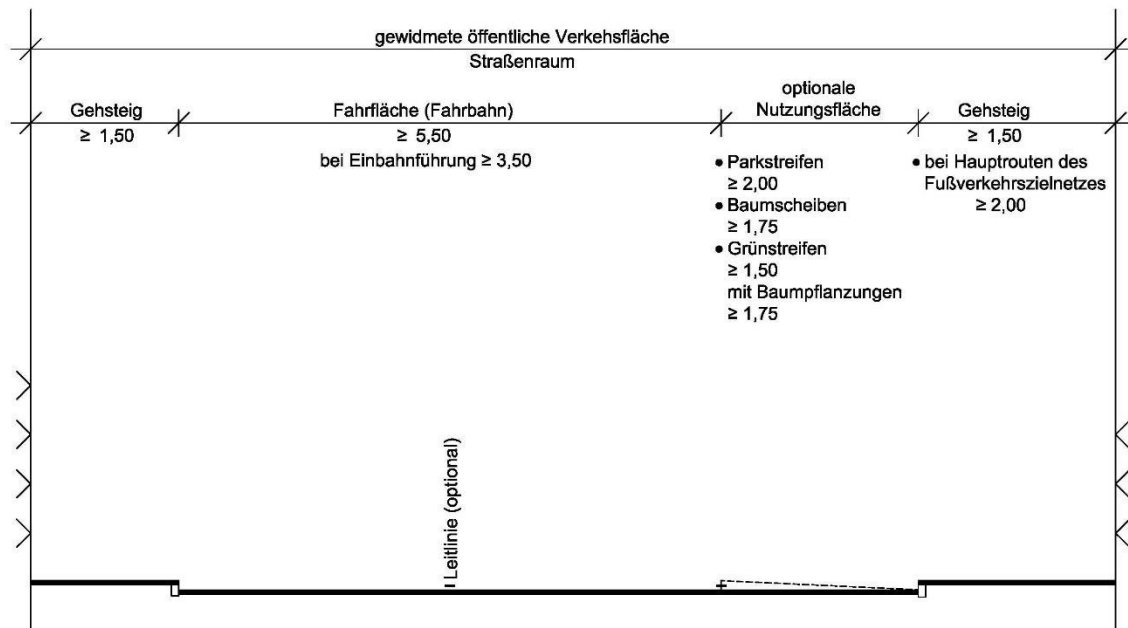 gewidmete öffentliche Verkehsfläche
Straßenraum
Gehsteig
≥ 1,50
Fahrfläche (Fahrbahn)
≥ 5,50
bei Einbahnführung ≥ 3,50
optionale
Nutzungsfläche
• Parkstreifen
≥ 2,00
• Baumscheiben
≥ 1,75
• Grünstreifen
≥ 1,50
mit Baumpflanzungen
≥ 1,75
Gehsteig
≥ 1,50
• bei Hauptrouten des
Fußverkehrszielnetzes
≥ 2,00
Leitlinie (optional)